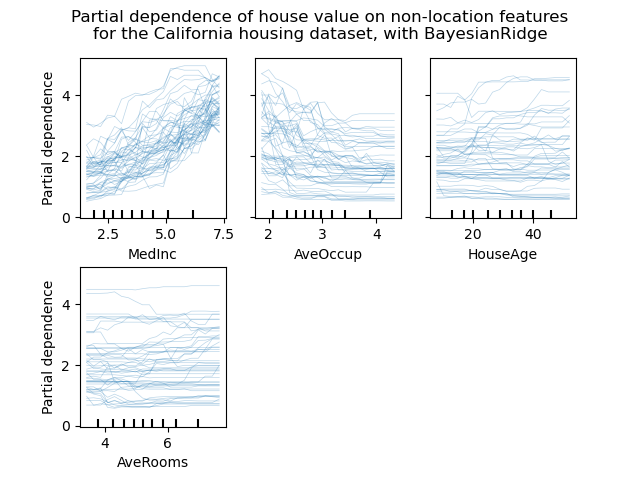 Partial dependence of house value on non-location features
for the California housing dataset, with BayesianRidge
Partial dependence
4
2
0
2.5
5.0
7.5
MedInc
2
3
4
AveOccup
20
40
HouseAge
Partial dependence
4
2
0
4
6
AveRooms